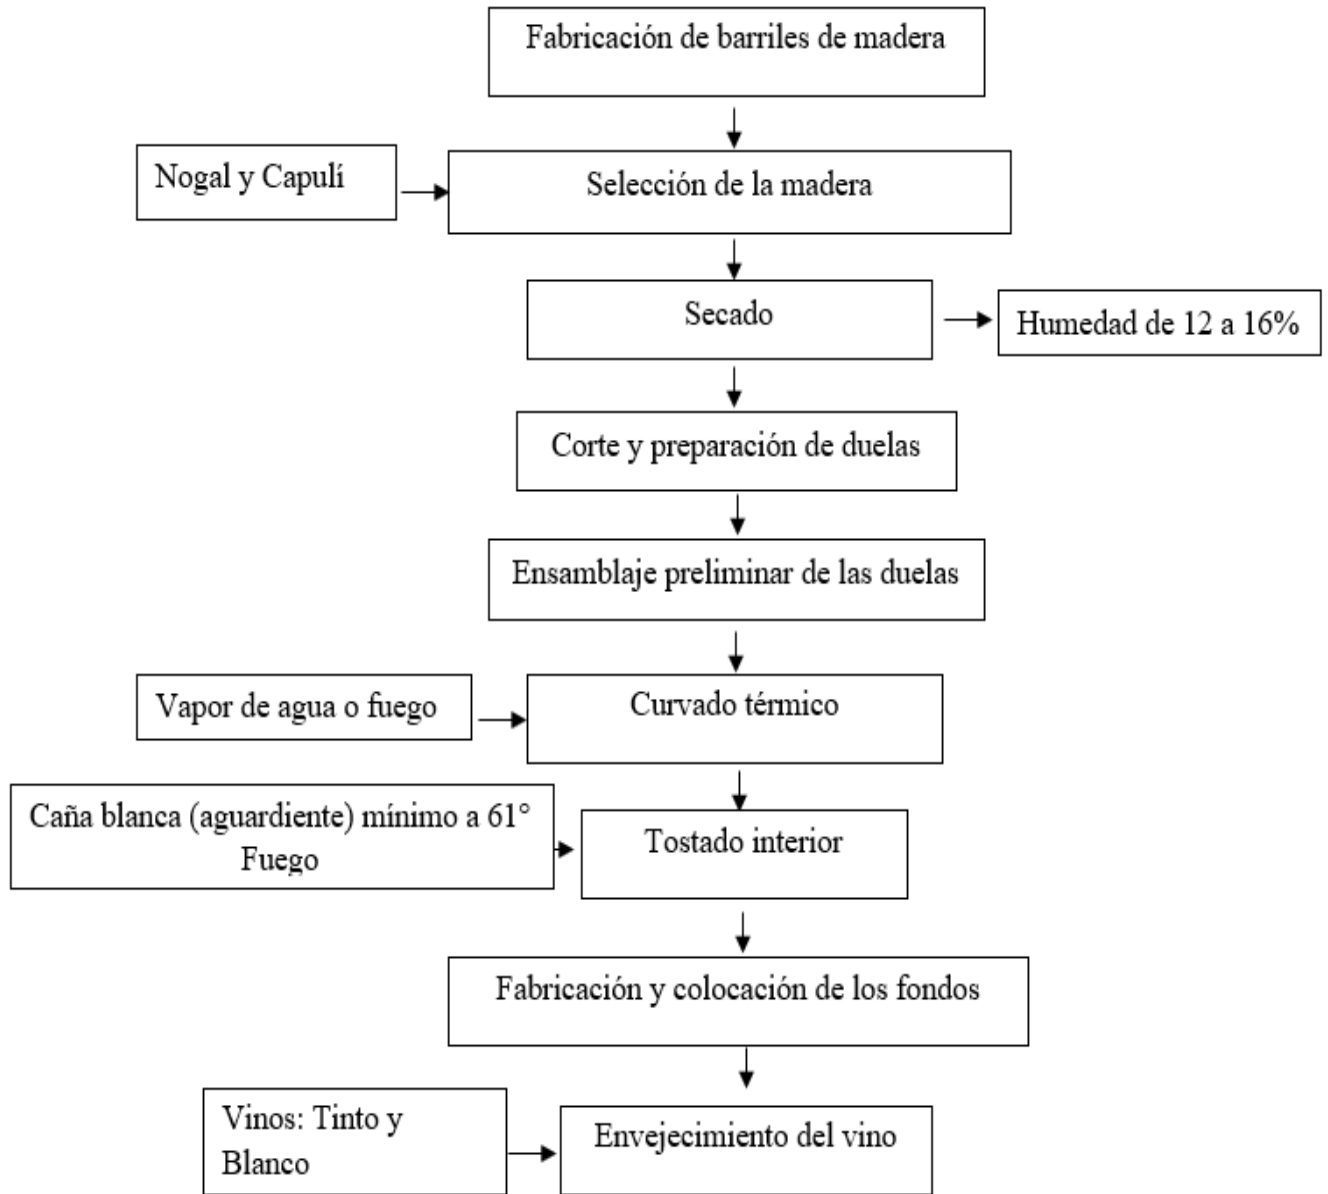 Fabricación de barriles de madera
Nogal y Capulí
Selección de la madera
Secado
Humedad de 12 a 16%
Corte y preparación de duelas
Ensamblaje preliminar de las duelas
Vapor de agua o fuego
Curvado térmico
Caña blanca (aguardiente) mínimo a 61°
Fuego
Tostado interior
Fabricación y colocación de los fondos
Vinos: Tinto y
Blanco
Envejecimiento del vino